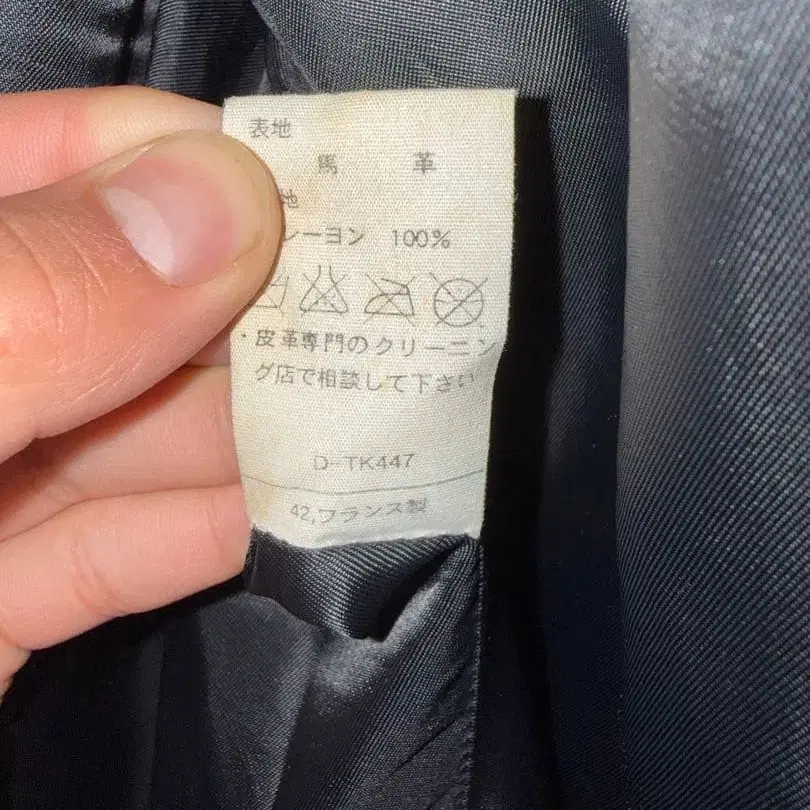 表地
馬 革
地
レーヨン 100%
・皮革専門のクリーニン
グ店で相談して下さい
D-TK447
42,フランス製